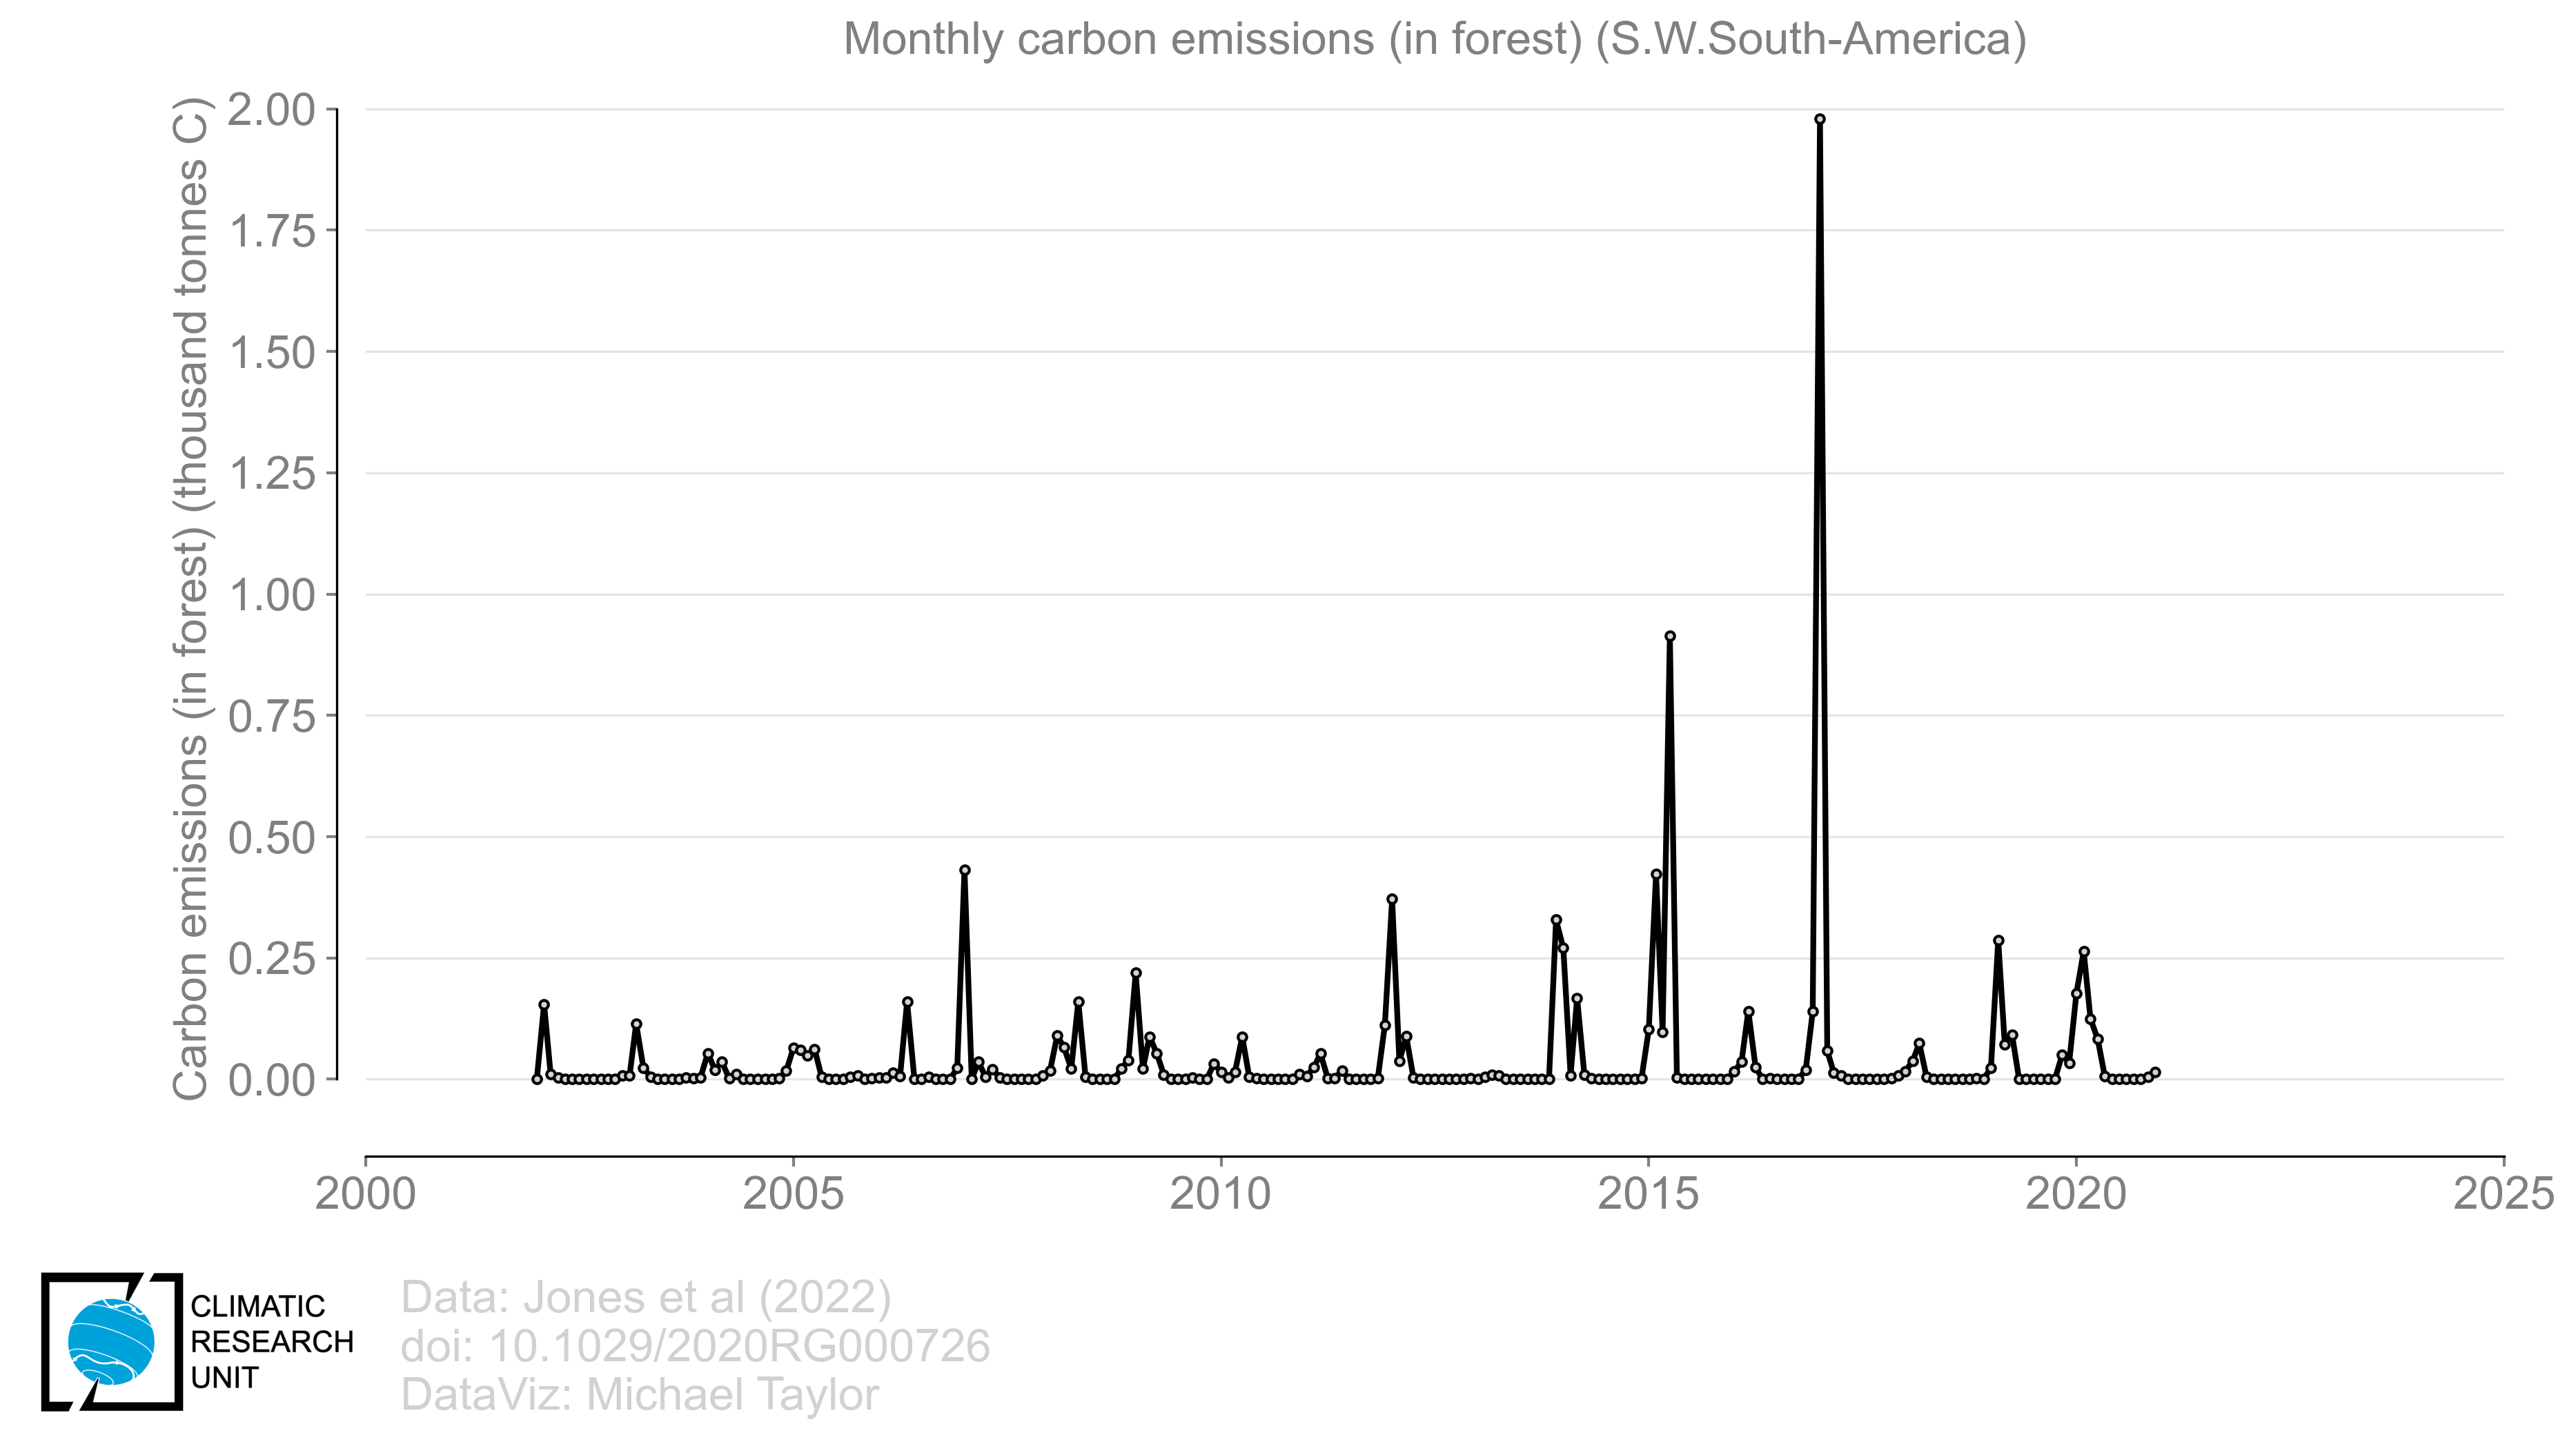 Monthly carbon emissions (in forest) (S.W.South-America)
Carbon emissions (in forest) (thousand tonnes C)
2.00
1.75
1.50
1.25
1.00
0.75
0.50
0.25
0.00
2000
2005
2010
2015
2020
2025
CLIMATIC
RESEARCH
UNIT
Data: Jones et al (2022)
doi: 10.1029/2020RG000726
DataViz: Michael Taylor